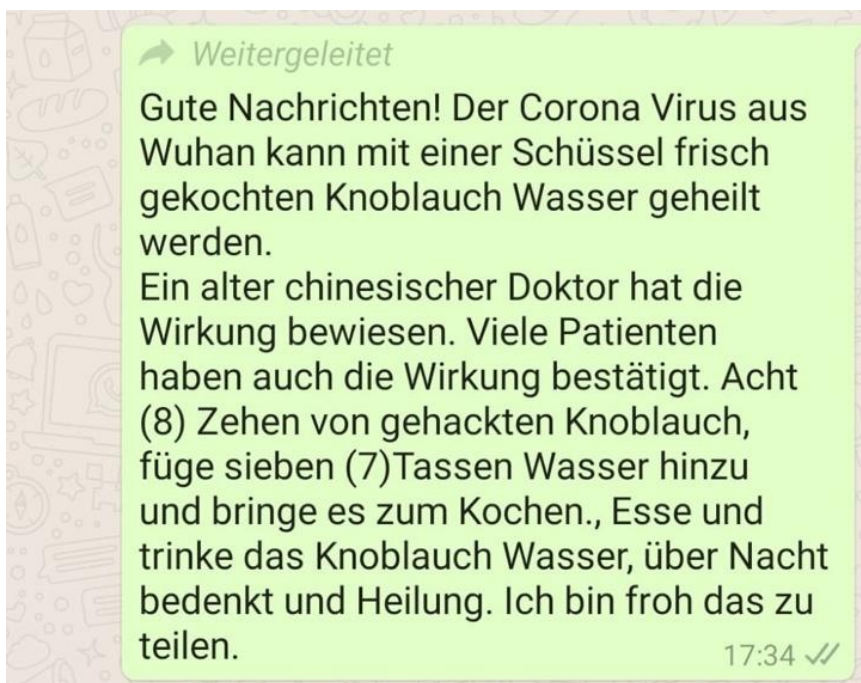 Weitergeleitet
Gute Nachrichten! Der Corona Virus aus
Wuhan kann mit einer Schüssel frisch
gekochten Knoblauch Wasser geheilt
werden.
Ein alter chinesischer Doktor hat die
Wirkung bewiesen. Viele Patienten
haben auch die Wirkung bestätigt. Acht
(8) Zehen von gehackten Knoblauch,
füge sieben (7)Tassen Wasser hinzu
und bringe es zum Kochen., Esse und
trinke das Knoblauch Wasser, über Nacht
bedenkt und Heilung. Ich bin froh das zu
teilen.
17:34